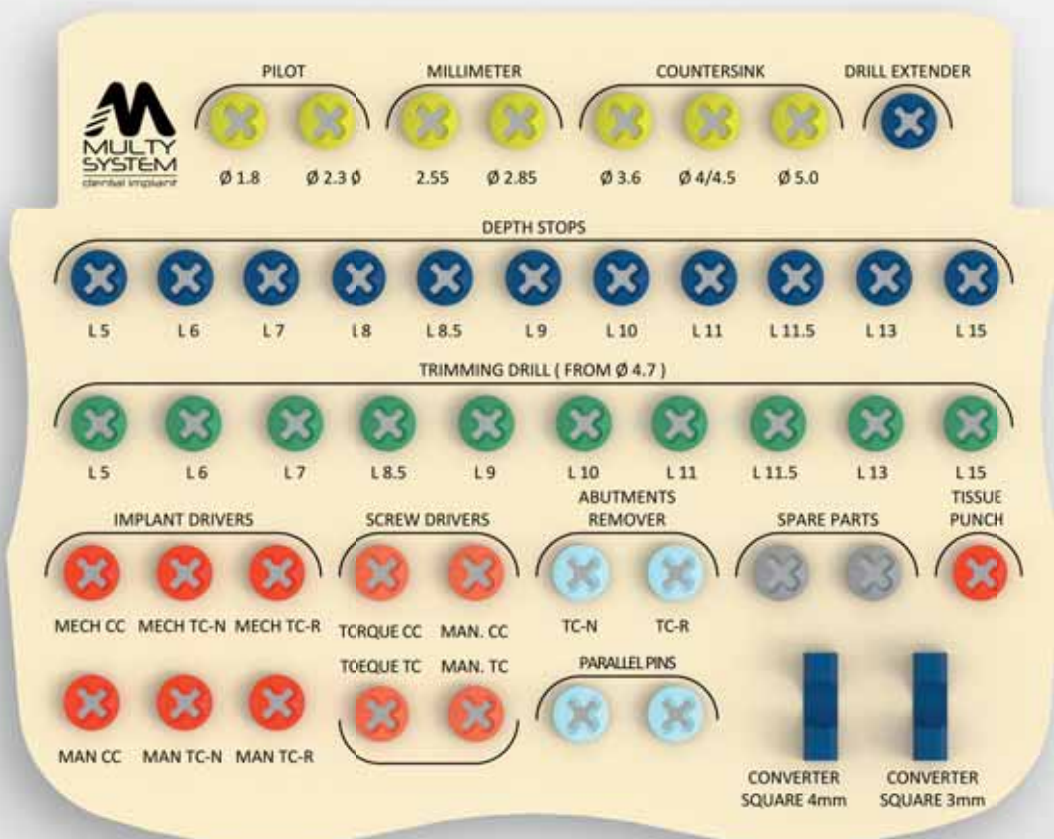 PILOT MILLIMETER COUNTERSINK DRILL EXTENDER
MULTY
SYSTEM
dental implant
Ø 1.8 Ø 2.3 Ø 2.55 Ø 2.85 Ø 3.6 Ø 4/4.5 Ø 5.0
DEPTH STOPS
L 5 L 6 L 7 L 8 L 8.5 L 9 L 10 L 11 L 11.5 L 13 L 15
TRIMMING DRILL ( FROM Ø 4.7 )
L 5 L 6 L 7 L 8.5 L 9 L 10 L 11 L 11.5 L 13 L 15
IMPLANT DRIVERS SCREW DRIVERS ABUTMENTS
REMOVER SPARE PARTS TISSUE
PUNCH
MECH CC MECH TC-N MECH TC-R TORQUE CC MAN. CC TC-N TC-R
TOEQUE TC MAN. TC PARALLEL PINS
MAN CC MAN TC-N MAN TC-R
CONVERTER
SQUARE 4mm
CONVERTER
SQUARE 3mm